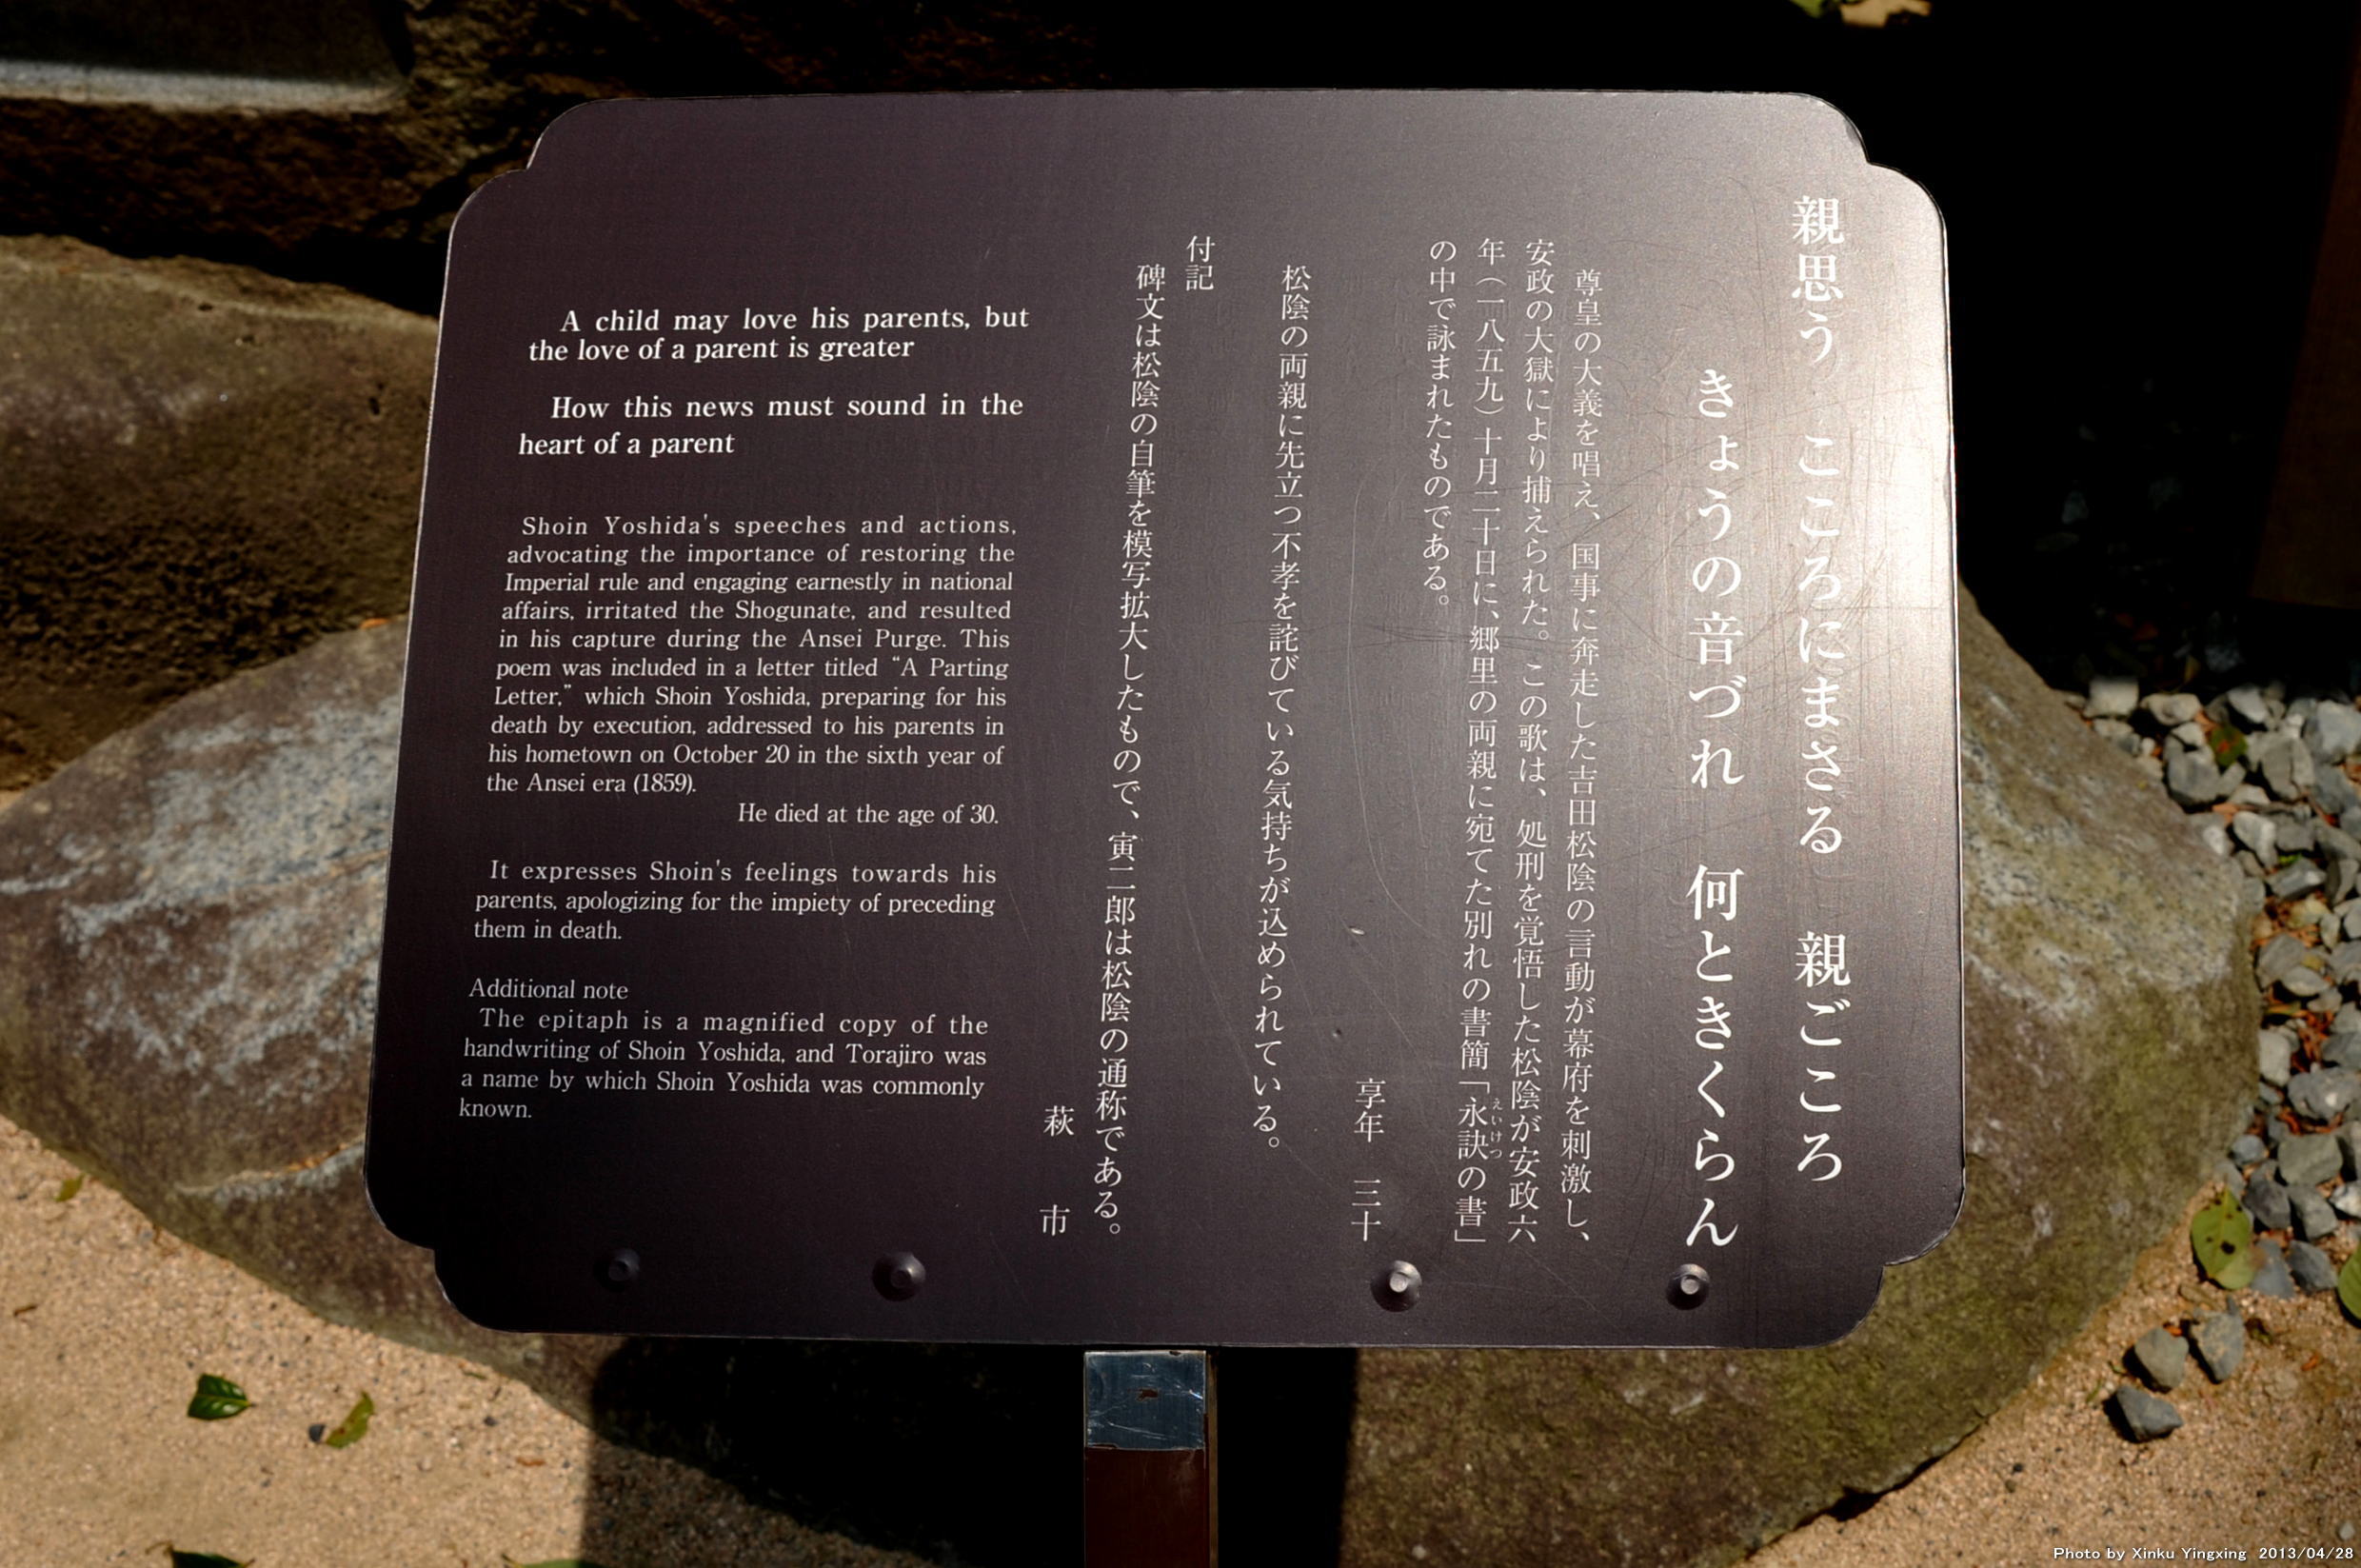 親思う　こころにまさる　親ごころ
きょうの音づれ　何ときくらん
尊皇の大義を唱え、国事に奔走した吉田松陰の言動が幕府を刺激し、
安政の大獄により捕えられた。この歌は、処刑を覚悟した松陰が安政六
年（一八五九）十月二十日に、郷里の両親に宛てた別れの書簡「永訣の書」
えいけつ
の中で詠まれたものである。
享年　三十
松陰の両親に先立つ不孝を詫びている気持ちが込められている。
付記
碑文は松陰の自筆を模写拡大したもので、寅二郎は松陰の通称である。
萩　市
A child may love his parents, but
the love of a parent is greater
How this news must sound in the
heart of a parent
Shoin Yoshida's speeches and actions,
advocating the importance of restoring the
Imperial rule and engaging earnestly in national
affairs, irritated the Shogunate, and resulted
in his capture during the Ansei Purge. This
poem was included in a letter titled “A Parting
Letter,” which Shoin Yoshida, preparing for his
death by execution, addressed to his parents in
his hometown on October 20 in the sixth year of
the Ansei era (1859).
He died at the age of 30.
It expresses Shoin's feelings towards his
parents, apologizing for the impiety of preceding
them in death.
Additional note
The epitaph is a magnified copy of the
handwriting of Shoin Yoshida, and Torajiro was
a name by which Shoin Yoshida was commonly
known.
Photo by Xinku Yingxing 2013/04/28